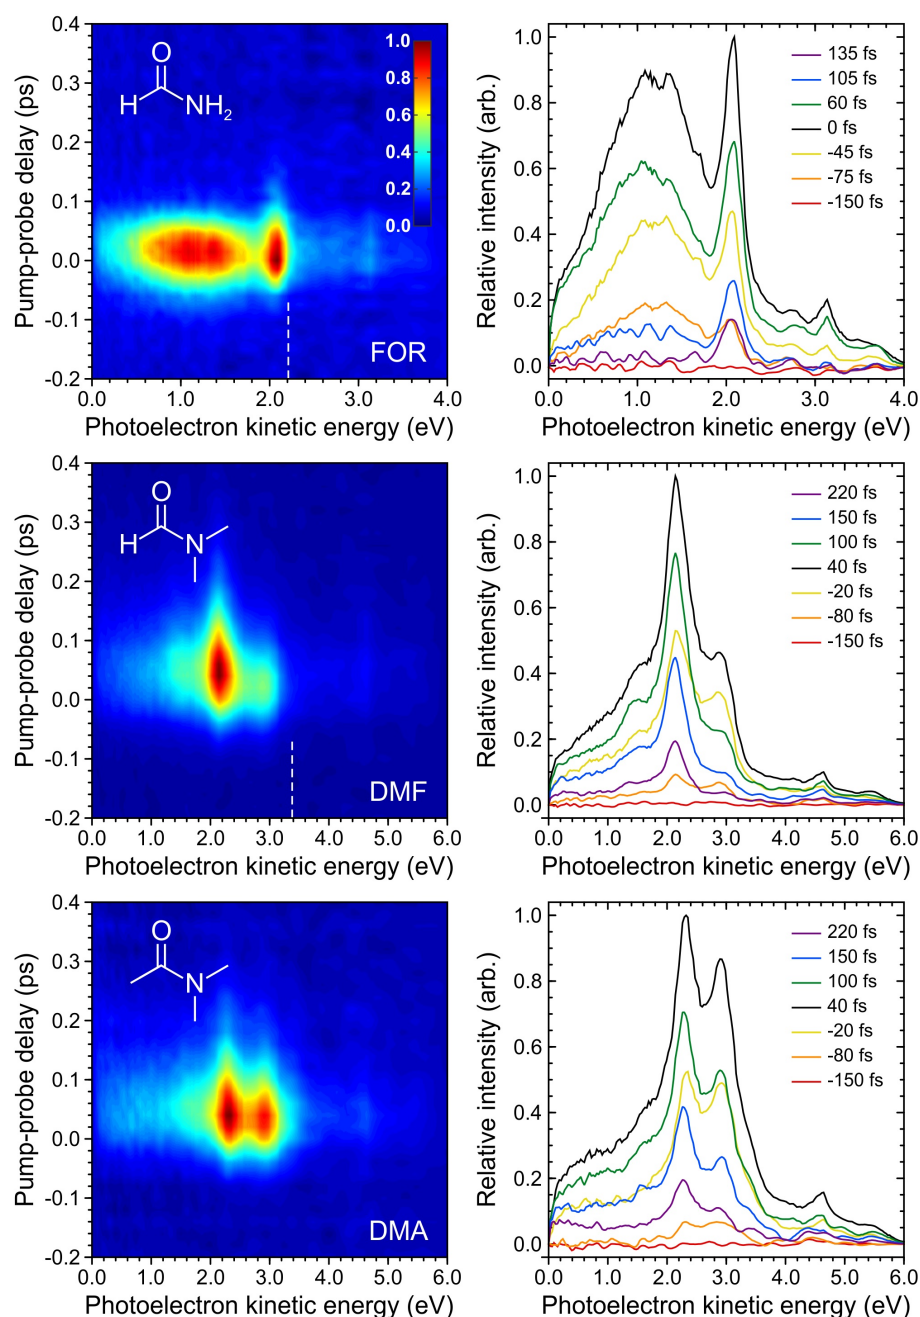 0.4
0.3
0.2
0.1
0.0
-0.1
-0.2
Pump-probe delay (ps)
O
H
NH2
1.0
0.8
0.6
0.4
0.2
0.0
FOR
0.0 1.0 2.0 3.0 4.0
Photoelectron kinetic energy (eV)
1.0
0.8
0.6
0.4
0.2
0.0
Relative intensity (arb.)
135 fs
105 fs
60 fs
0 fs
-45 fs
-75 fs
-150 fs
0.0 1.0 2.0 3.0 4.0
Photoelectron kinetic energy (eV)
0.4
0.3
0.2
0.1
0.0
-0.1
-0.2
Pump-probe delay (ps)
O
H
N
DMF
0.0 1.0 2.0 3.0 4.0 5.0 6.0
Photoelectron kinetic energy (eV)
1.0
0.8
0.6
0.4
0.2
0.0
Relative intensity (arb.)
220 fs
150 fs
100 fs
40 fs
-20 fs
-80 fs
-150 fs
0.0 1.0 2.0 3.0 4.0 5.0 6.0
Photoelectron kinetic energy (eV)
0.4
0.3
0.2
0.1
0.0
-0.1
-0.2
Pump-probe delay (ps)
O
N
DMA
0.0 1.0 2.0 3.0 4.0 5.0 6.0
Photoelectron kinetic energy (eV)
1.0
0.8
0.6
0.4
0.2
0.0
Relative intensity (arb.)
220 fs
150 fs
100 fs
40 fs
-20 fs
-80 fs
-150 fs
0.0 1.0 2.0 3.0 4.0 5.0 6.0
Photoelectron kinetic energy (eV)